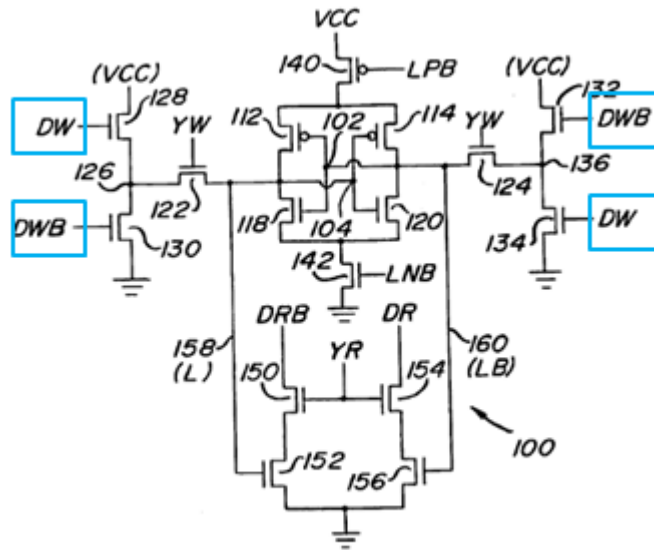 VCC
140
LPB
(VCC)
128
(VCC)
132
DW
YW
112
102
114
YW
DWB
126
136
122
124
118
104
120
DWB
130
134
DW
142
LNB
DRB
DR
158
(L)
150
YR
154
160
(LB)
152
156
100